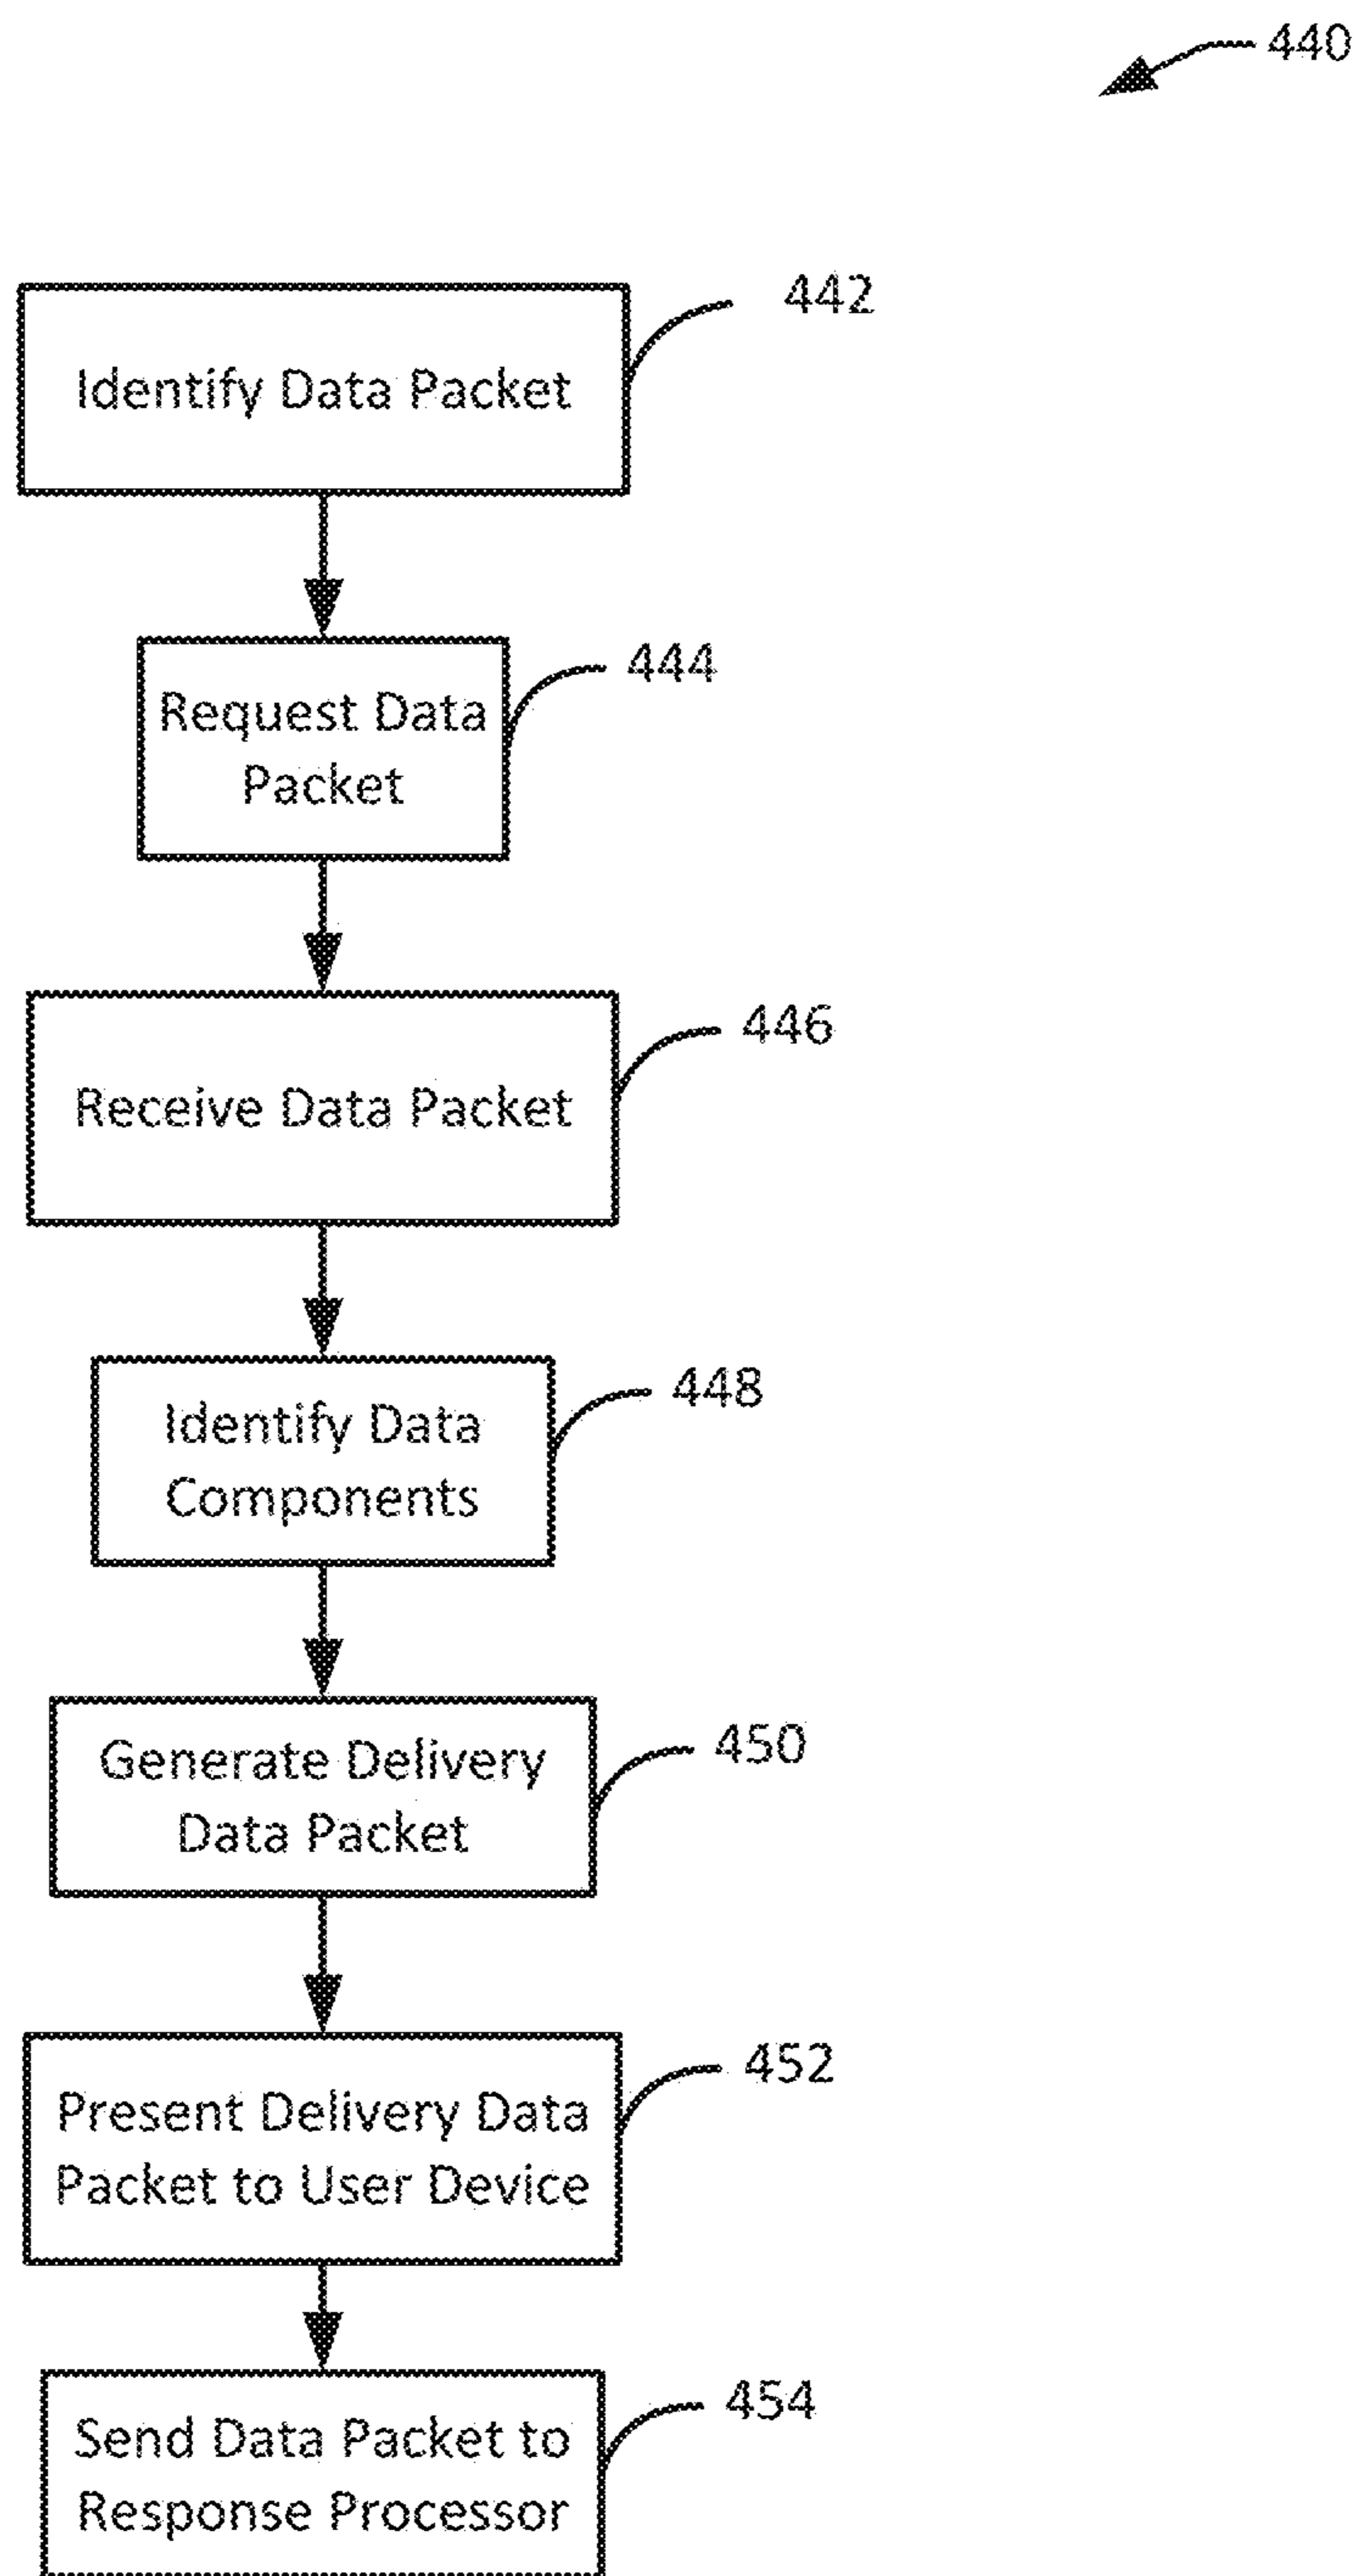 440
442
Identify Data Packet
444
Request Data
Packet
446
Receive Data Packet
448
Identify Data
Components
450
Generate Delivery
Data Packet
452
Present Delivery Data
Packet to User Device
454
Send Data Packet to
Response Processor